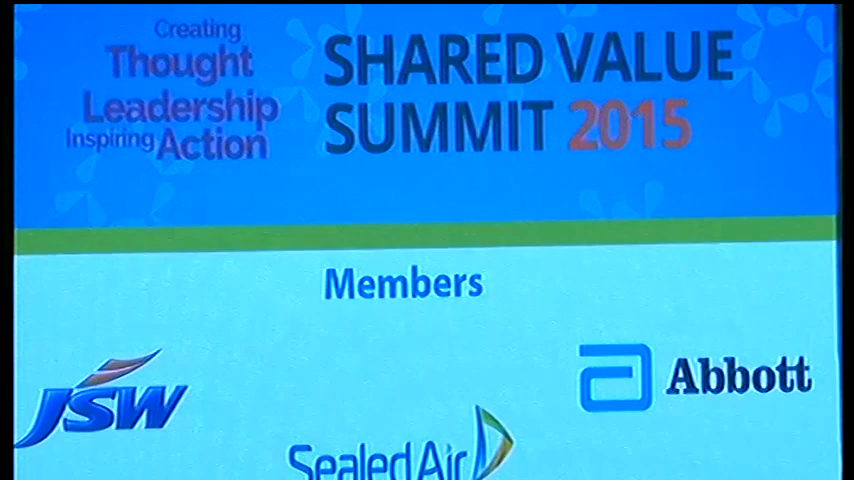 Creating
Thought
Leadership
Inspiring Action
SHARED VALUE
SUMMIT 2015
Members
JSW
Abbott
Sealed Air